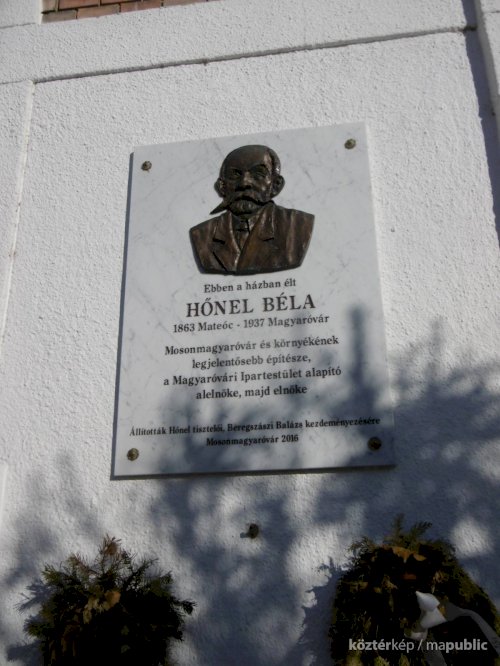 Ebben a házban élt
HŐNEL BÉLA
1863 Mateóc - 1937 Magyaróvár
Mosonmagyaróvár és környékének
legjelentősebb építésze,
a Magyaróvári Ipartestület alapító
alelnöke, majd elnöke
Állították Hőnel tisztelői, Beregszászi Balázs kezdeményezésére
Mosonmagyaróvár 2016
köztérkép / mapublic